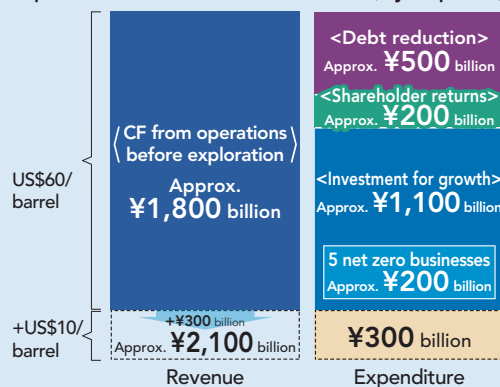 US$60/
barrel
+US$10/
barrel
CF from operations
before exploration
Approx.
¥1,800 billion
+¥300 billion
Approx. ¥2,100 billion
Revenue
<Debt reduction>
Approx. ¥500 billion
<Shareholder returns>
Approx. ¥200 billion
<Investment for growth>
Approx. ¥1,100 billion
5 net zero businesses
Approx. ¥200 billion
¥300 billion
Expenditure